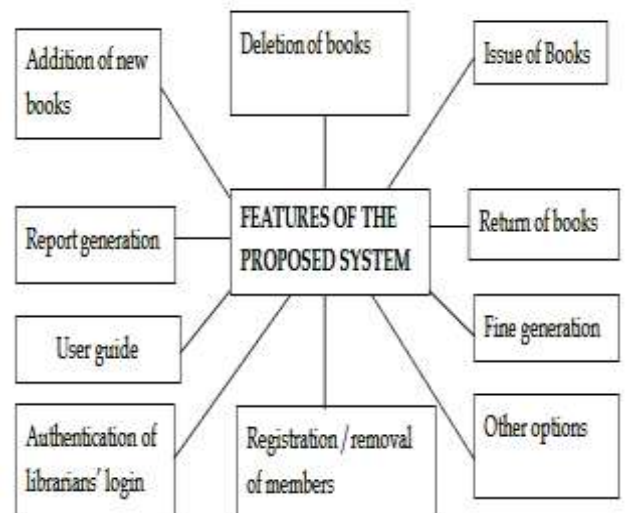 Deletion of books
Issue of Books
Addition of new
books
FEATURES OF THE
PROPOSED SYSTEM
Return of books
Report generation
Fine generation
User guide
Other options
Authentication of
librarians’ login
Registration / removal
of members